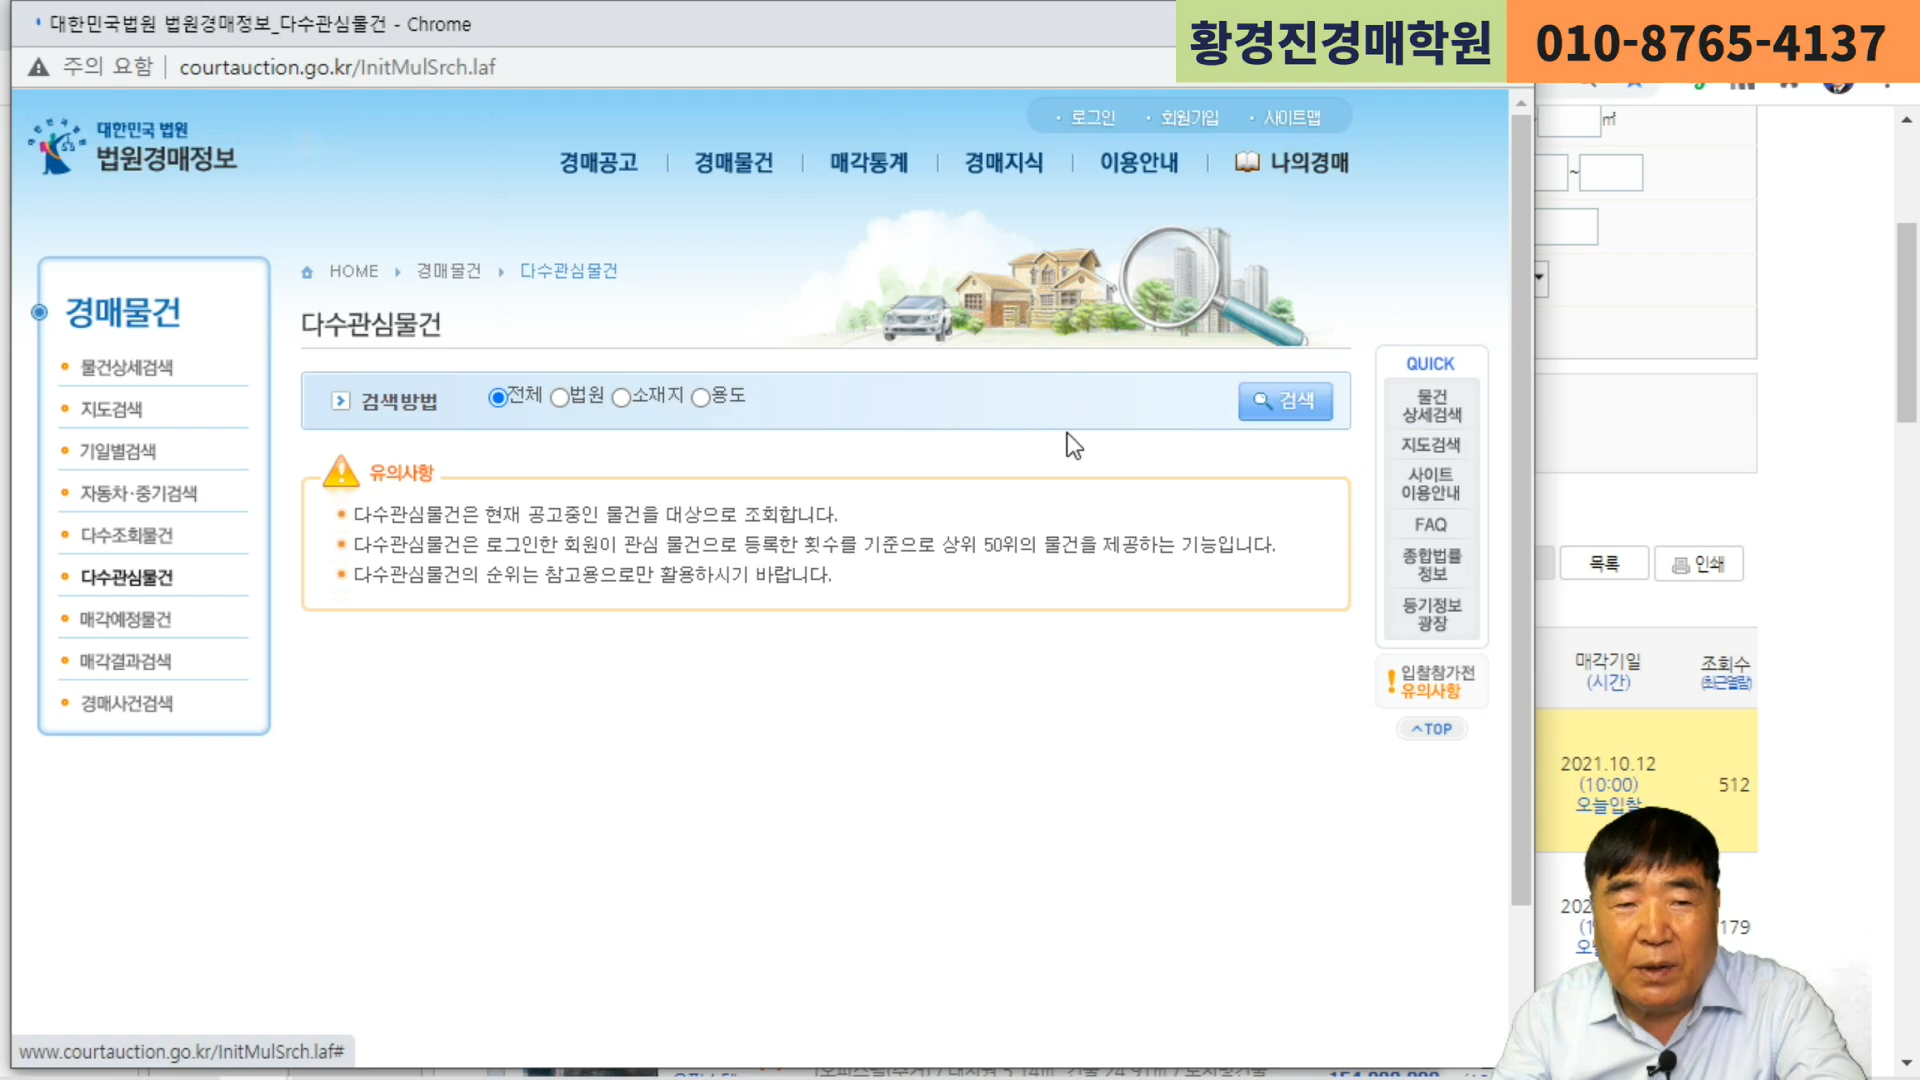 대한민국법원 법원경매정보_다수관심물건 - Chrome
황경진경매학원 010-8765-4137
주의 요함 courtauction.go.kr/InitMulSrch.laf
로그인 회원가입 사이트맵
대한민국 법원
법원경매정보
경매공고 경매물건 매각통계 경매지식 이용안내 나의경매
HOME 경매물건 다수관심물건
다수관심물건
경매물건
물건상세검색
지도검색
기일별검색
자동차·중기검색
다수조회물건
다수관심물건
매각예정물건
매각결과검색
경매사건검색
검색방법 전체 법원 소재지 용도 검색
유의사항
다수관심물건은 현재 공고중인 물건을 대상으로 조회합니다.
다수관심물건은 로그인한 회원이 관심 물건으로 등록한 횟수를 기준으로 상위 50위의 물건을 제공하는 기능입니다.
다수관심물건의 순위는 참고용으로만 활용하시기 바랍니다.
QUICK
물건
상세검색
지도검색
사이트
이용안내
FAQ
종합법률
정보
등기정보
광장
입찰참가전
유의사항
TOP
㎡
~
목록 인쇄
매각기일 조회수
(시간) (최근열람)
2021.10.12
(10:00) 512
오늘입찰
202
179
www.courtauction.go.kr/InitMulSrch.laf#